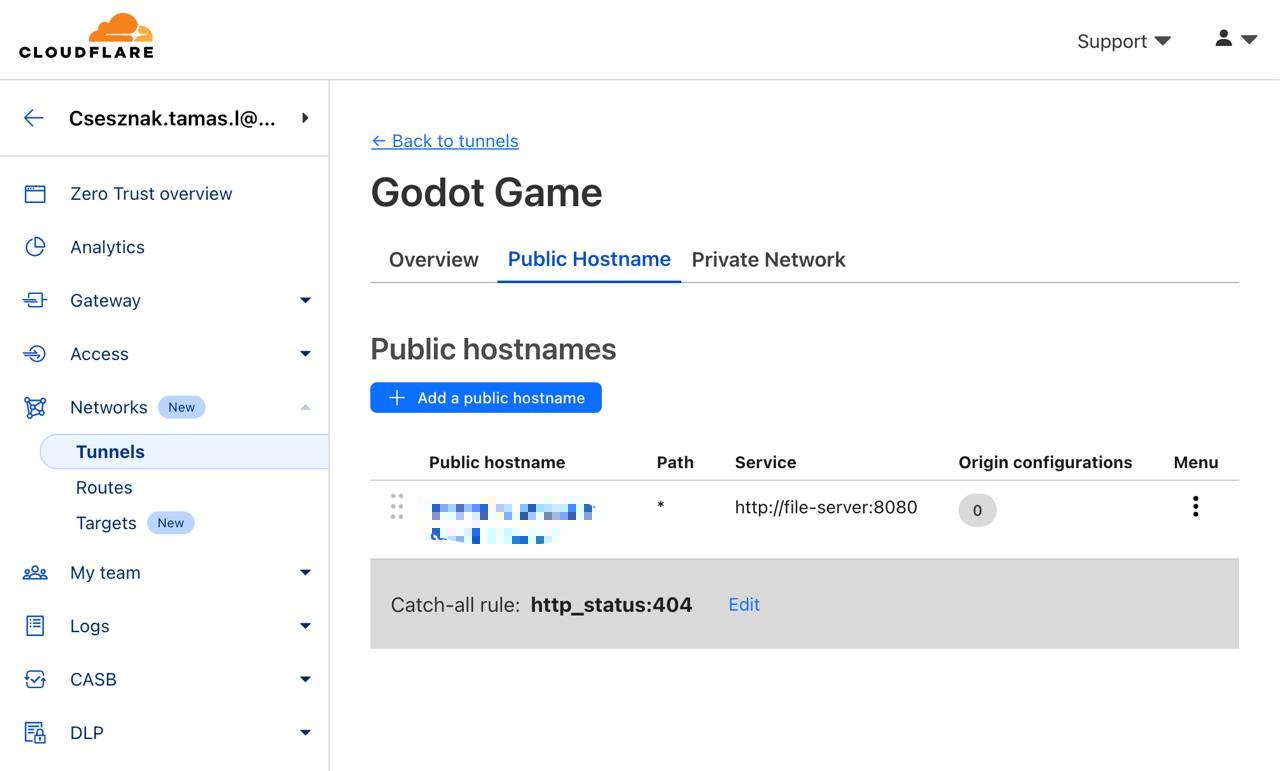 CLOUDFLARE
Support
Csesznak.tamas.l@...
Zero Trust overview
Analytics
Gateway
Access
Networks New
Tunnels
Routes
Targets New
My team
Logs
CASB
DLP
← Back to tunnels
Godot Game
Overview Public Hostname Private Network
Public hostnames
+ Add a public hostname
Public hostname Path Service Origin configurations Menu
* http://file-server:8080 0
Catch-all rule: http_status:404 Edit